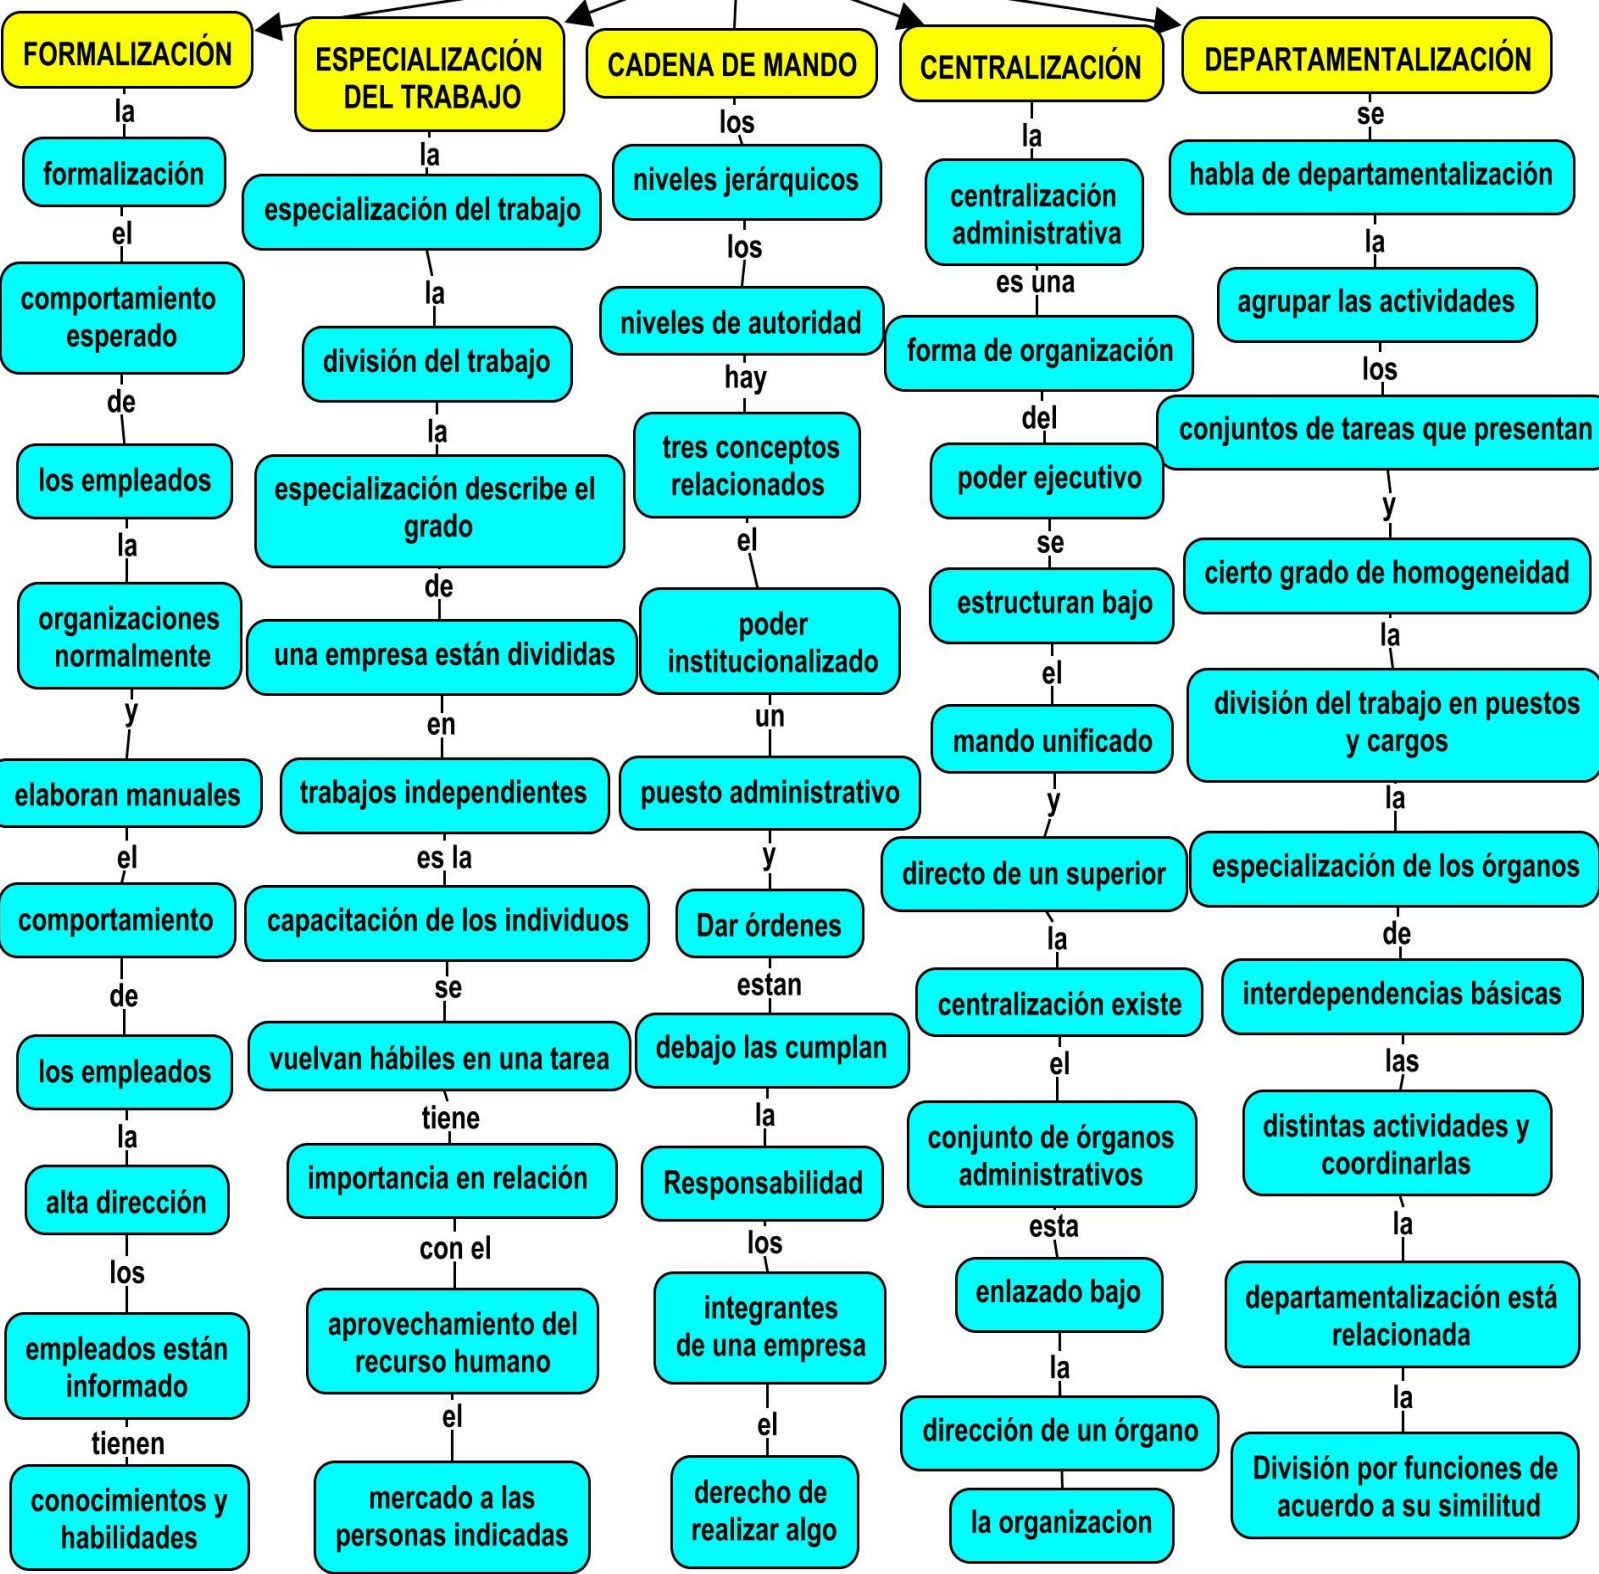 FORMALIZACIÓN
la
formalización
el
comportamiento
esperado
de
los empleados
la
organizaciones
normalmente
y
elaboran manuales
el
comportamiento
de
los empleados
la
alta dirección
los
empleados están
informado
tienen
conocimientos y
habilidades
ESPECIALIZACIÓN
DEL TRABAJO
la
especialización del trabajo
la
división del trabajo
la
especialización describe el
grado
de
una empresa están divididas
en
trabajos independientes
es la
capacitación de los individuos
se
vuelvan hábiles en una tarea
tiene
importancia en relación
con el
aprovechamiento del
recurso humano
el
mercado a las
personas indicadas
CADENA DE MANDO
los
niveles jerárquicos
los
niveles de autoridad
hay
tres conceptos
relacionados
el
poder
institucionalizado
un
puesto administrativo
y
Dar órdenes
estan
debajo las cumplan
la
Responsabilidad
los
integrantes
de una empresa
el
derecho de
realizar algo
CENTRALIZACIÓN
la
centralización
administrativa
es una
forma de organización
del
poder ejecutivo
se
estructuran bajo
el
mando unificado
y
directo de un superior
la
centralización existe
el
conjunto de órganos
administrativos
esta
enlazado bajo
la
dirección de un órgano
la organizacion
DEPARTAMENTALIZACIÓN
se
habla de departamentalización
la
agrupar las actividades
los
conjuntos de tareas que presentan
y
cierto grado de homogeneidad
la
división del trabajo en puestos
y cargos
la
especialización de los órganos
de
interdependencias básicas
las
distintas actividades y
coordinarlas
la
departamentalización está
relacionada
la
División por funciones de
acuerdo a su similitud